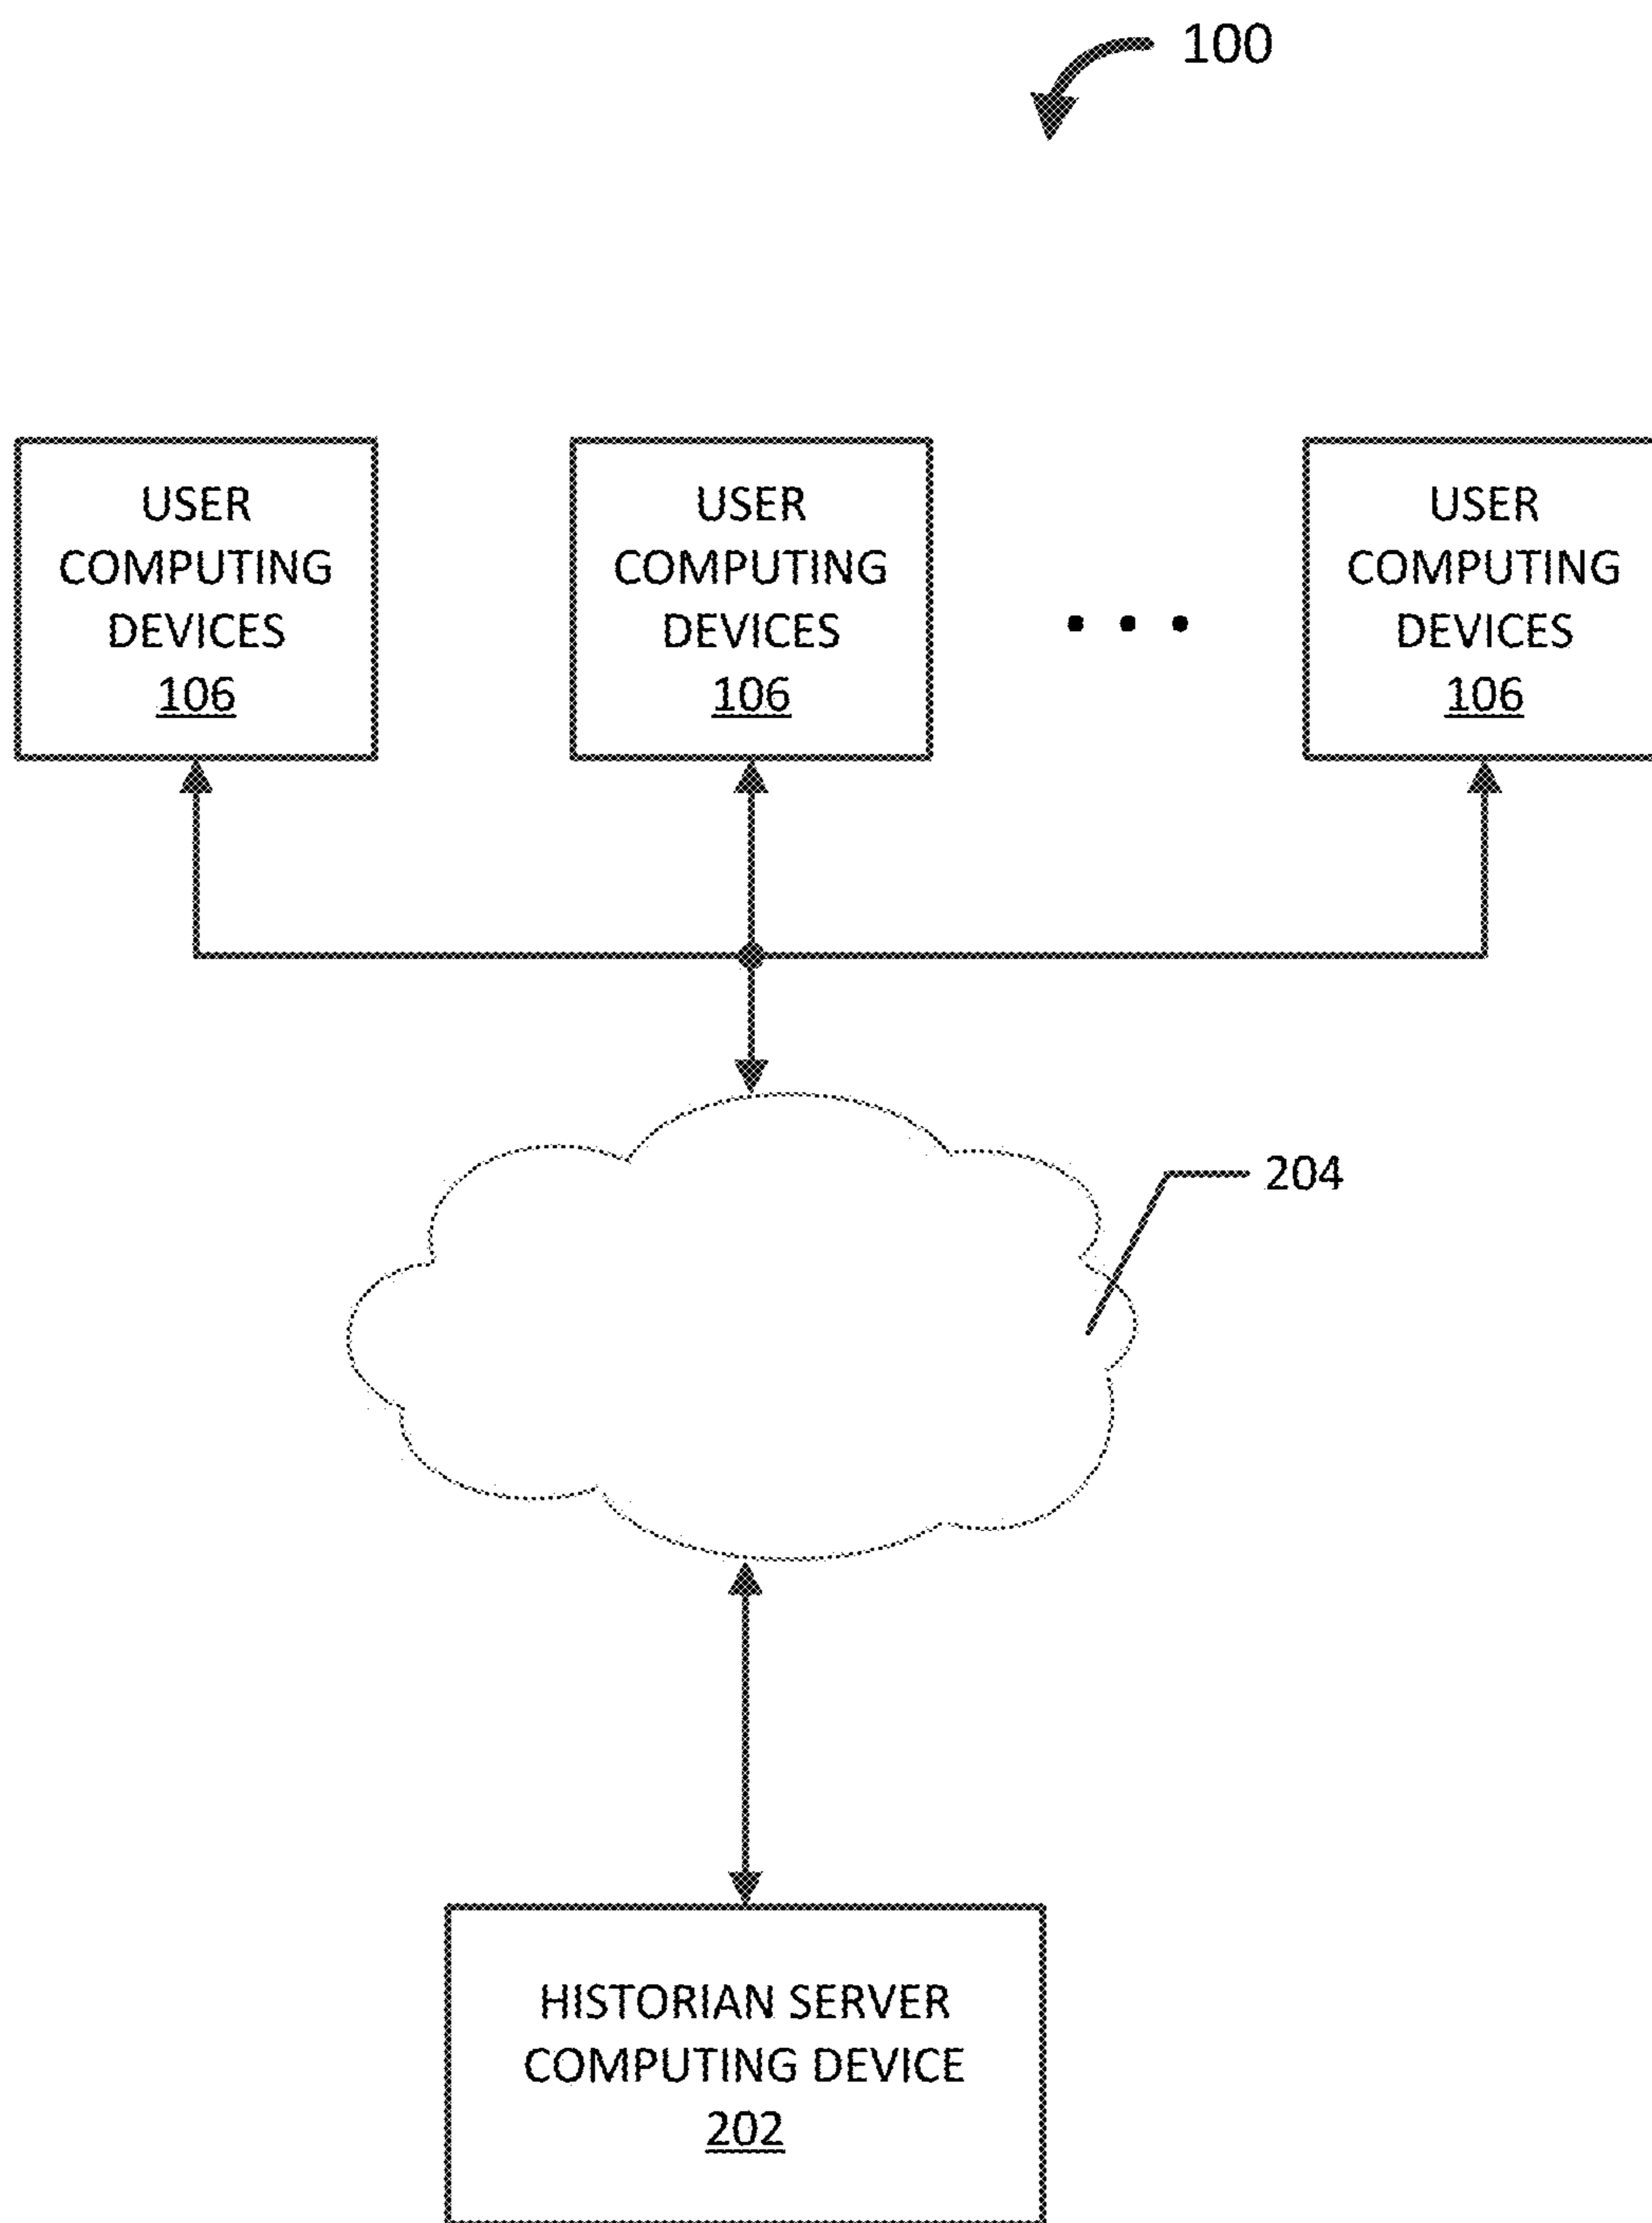 100
USER
COMPUTING
DEVICES
106
USER
COMPUTING
DEVICES
106
• • •
USER
COMPUTING
DEVICES
106
204
HISTORIAN SERVER
COMPUTING DEVICE
202